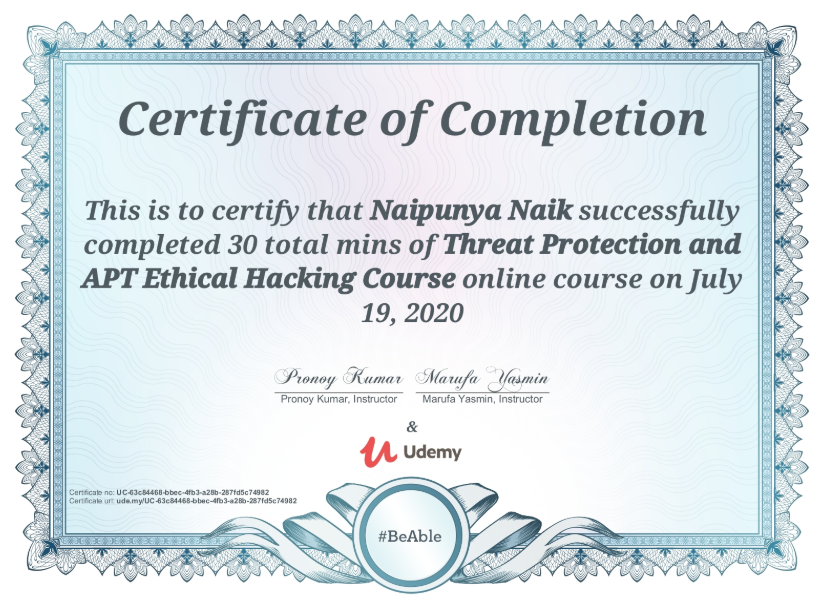 Certificate of Completion
This is to certify that Naipunya Naik successfully
completed 30 total mins of Threat Protection and
APT Ethical Hacking Course online course on July
19, 2020
Pronoy Kumar Marufa Yasmin
Pronoy Kumar, Instructor Marufa Yasmin, Instructor
&
Udemy
Certificate no: UC-63c84468-bbec-4fb3-a28b-287fd5c74982
Certificate url: ude.my/UC-63c84468-bbec-4fb3-a28b-287fd5c74982
#BeAble